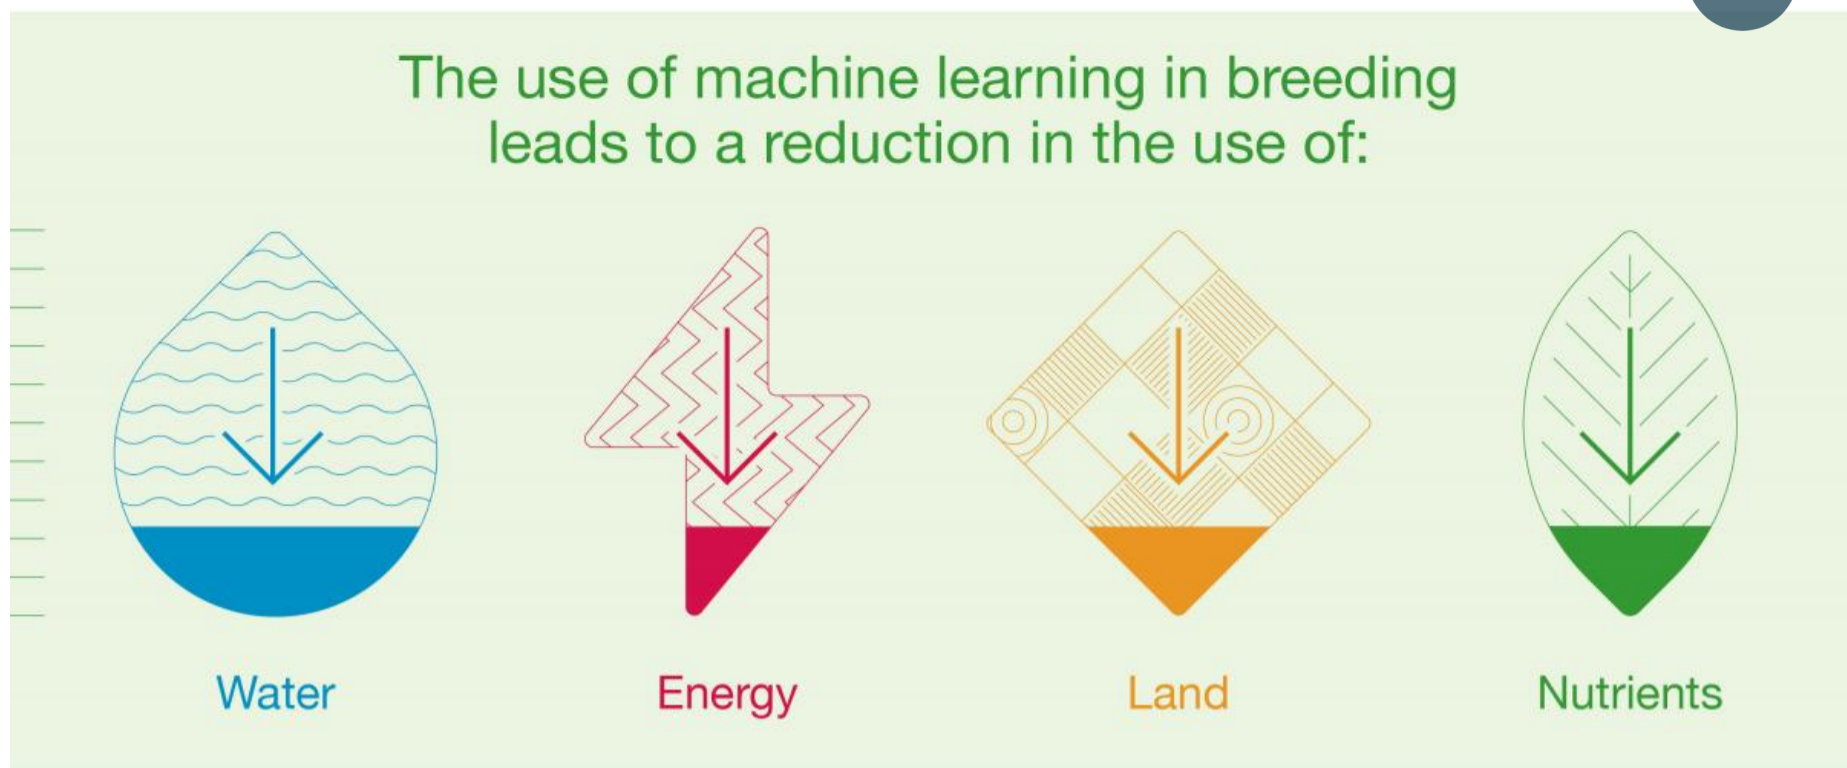 The use of machine learning in breeding
leads to a reduction in the use of:
Water
Energy
Land
Nutrients